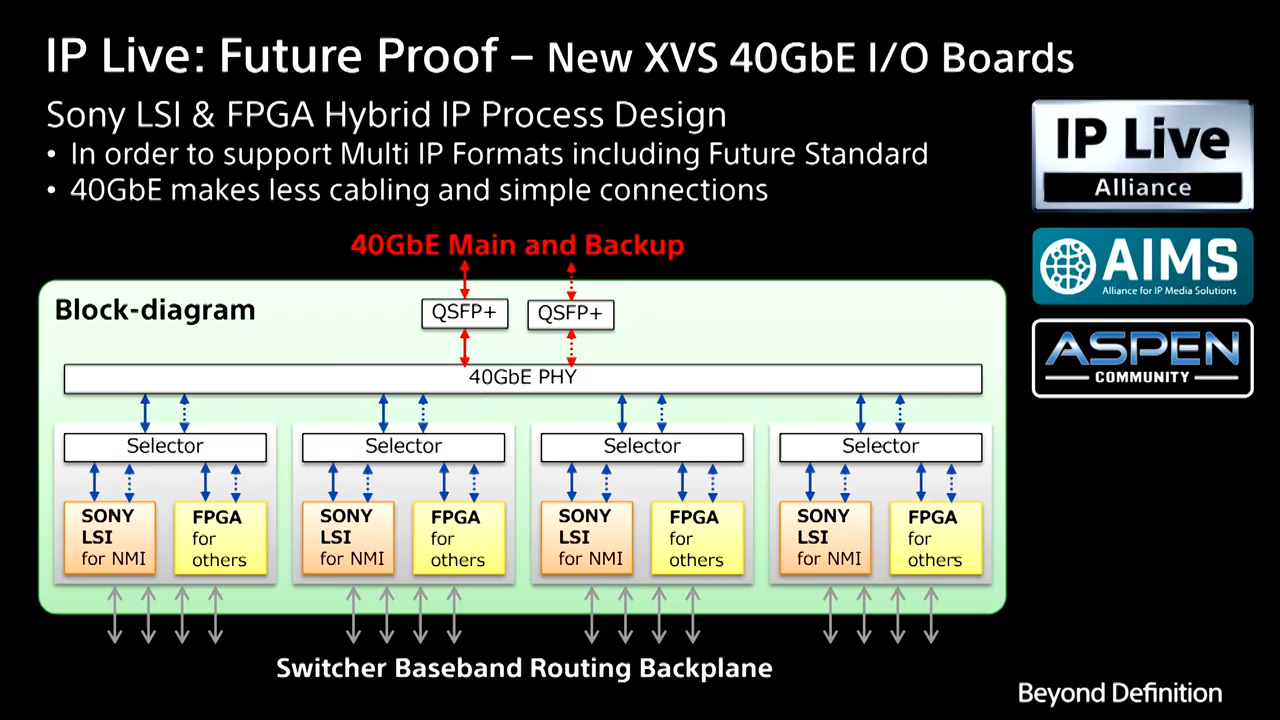 IP Live: Future Proof – New XVS 40GbE I/O Boards
Sony LSI & FPGA Hybrid IP Process Design
• In order to support Multi IP Formats including Future Standard
• 40GbE makes less cabling and simple connections
IP Live
Alliance
AIMS
Alliance for IP Media Solutions
ASPEN
COMMUNITY
40GbE Main and Backup
Block-diagram
QSFP+ QSFP+
40GbE PHY
Selector Selector Selector Selector
SONY FPGA SONY FPGA SONY FPGA SONY FPGA
LSI for LSI for LSI for LSI for
for NMI others for NMI others for NMI others for NMI others
Switcher Baseband Routing Backplane
Beyond Definition